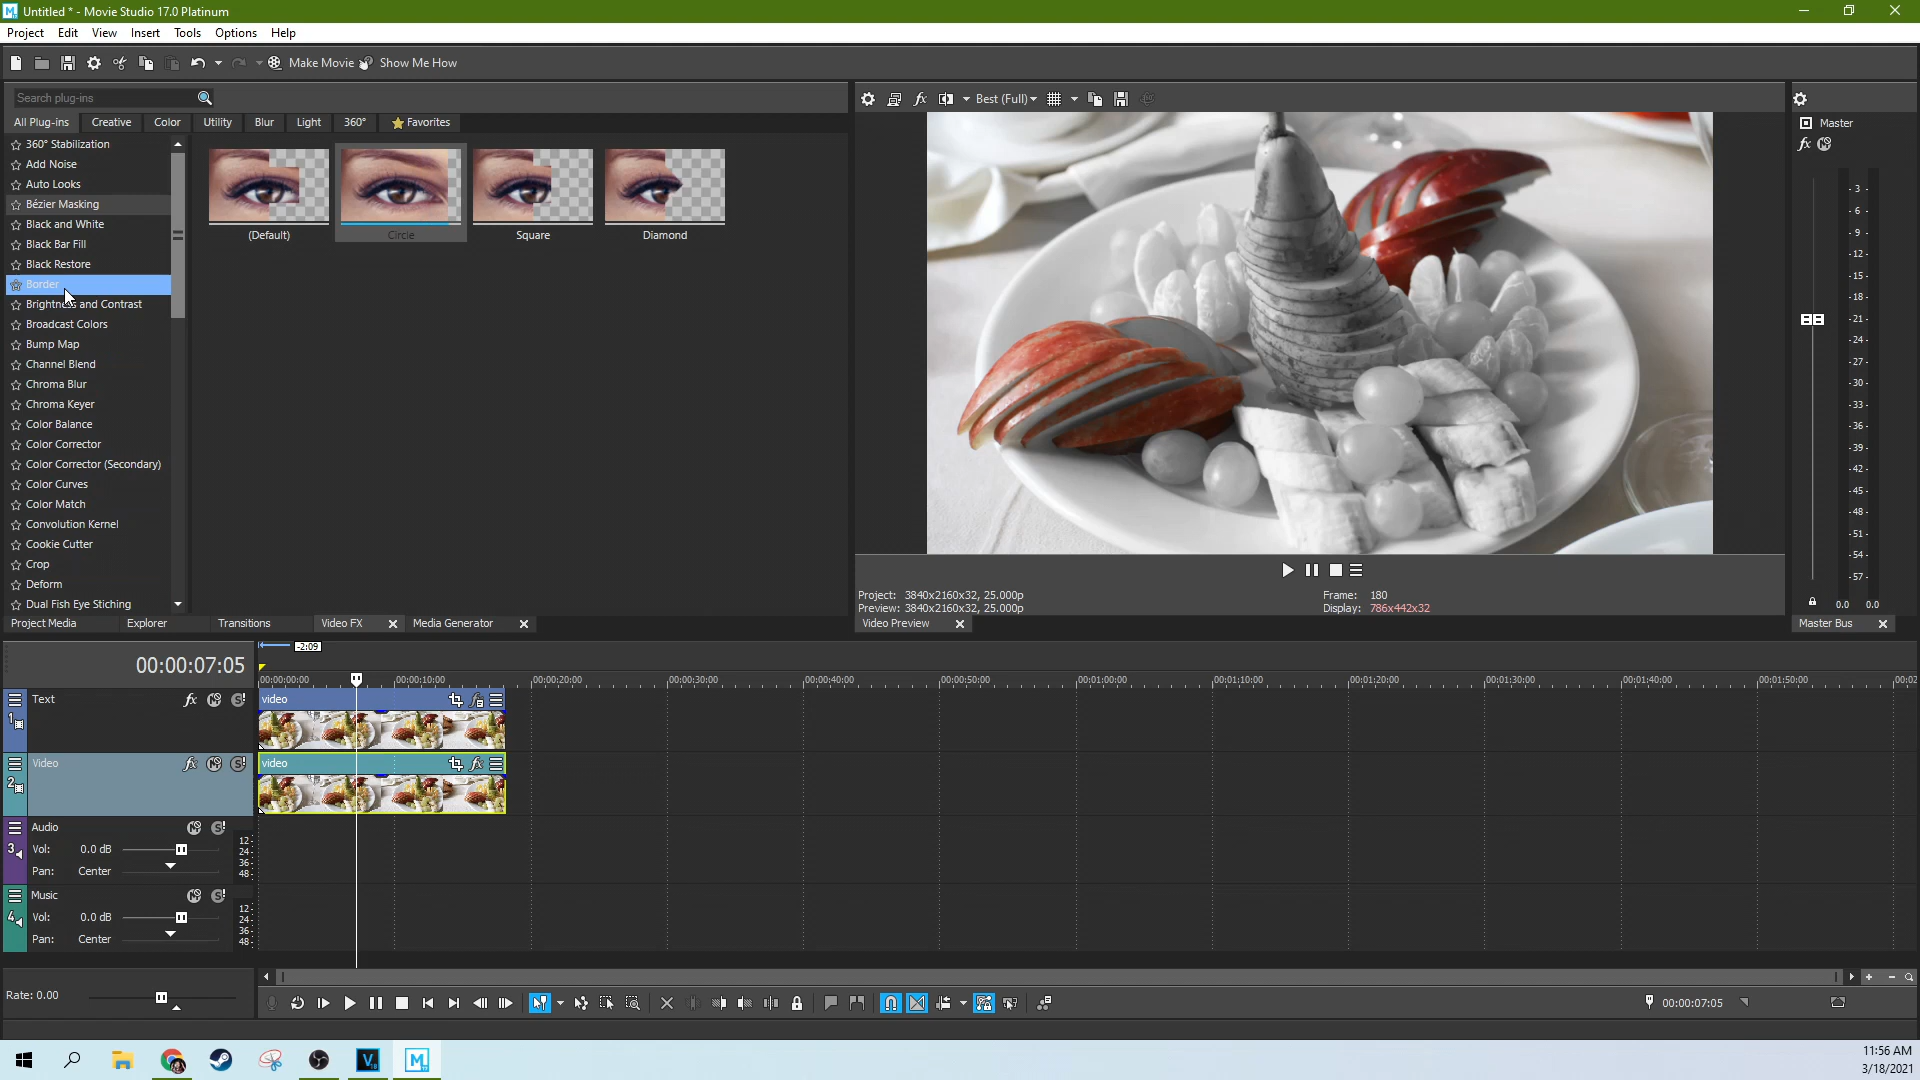 Untitled * - Movie Studio 17.0 Platinum
Project Edit View Insert Tools Options Help
Make Movie Show Me How
Search plug-ins
All Plug-ins Creative Color Utility Blur Light 360° Favorites
360° Stabilization
Add Noise
Auto Looks
Bézier Masking
Black and White
Black Bar Fill
Black Restore
Border
Brightness and Contrast
Broadcast Colors
Bump Map
Channel Blend
Chroma Blur
Chroma Keyer
Color Balance
Color Corrector
Color Corrector (Secondary)
Color Curves
Color Match
Convolution Kernel
Cookie Cutter
Crop
Deform
Dual Fish Eye Stiching
(Default) Circle Square Diamond
Project Media Explorer Transitions Video FX Media Generator
fx Best (Full)
Project: 3840x2160x32, 25.000p
Preview: 3840x2160x32, 25.000p
Frame: 180
Display: 786x442x32
Video Preview
Master
fx
- 3 -
- 6 -
- 9 -
-12-
-15-
-18-
-21-
-24-
-27-
-30-
-33-
-36-
-39-
-42-
-45-
-48-
-51-
-54-
-57-
0.0 0.0
Master Bus
-2:09
00:00:07:05
00:00:00:00 00:00:10:00 00:00:20:00 00:00:30:00 00:00:40:00 00:00:50:00 00:01:00:00 00:01:10:00 00:01:20:00 00:01:30:00 00:01:40:00 00:01:50:00 00:02
1 Text fx
video
2 Video fx
video
3 Audio
Vol: 0.0 dB
Pan: Center
12-
24-
36-
48-
4 Music
Vol: 0.0 dB
Pan: Center
12-
24-
36-
48-
Rate: 0.00
00:00:07:05
11:56 AM
3/18/2021